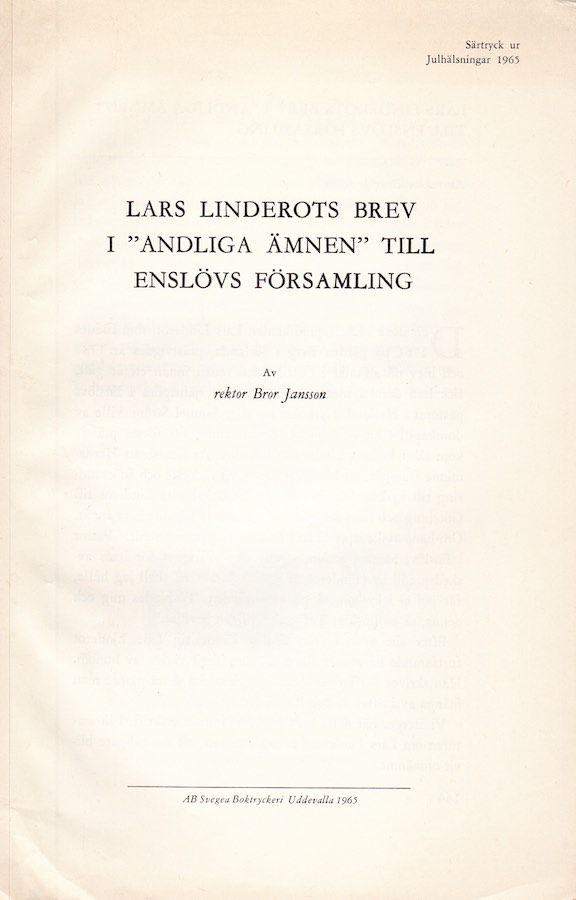 Särtryck ur
Julhälsningar 1965
LARS LINDEROTS BREV
I ”ANDLIGA ÄMNEN” TILL
ENSLÖVS FÖRSAMLING
Av
rektor Bror Jansson
AB Svegea Boktryckeri Uddevalla 1965